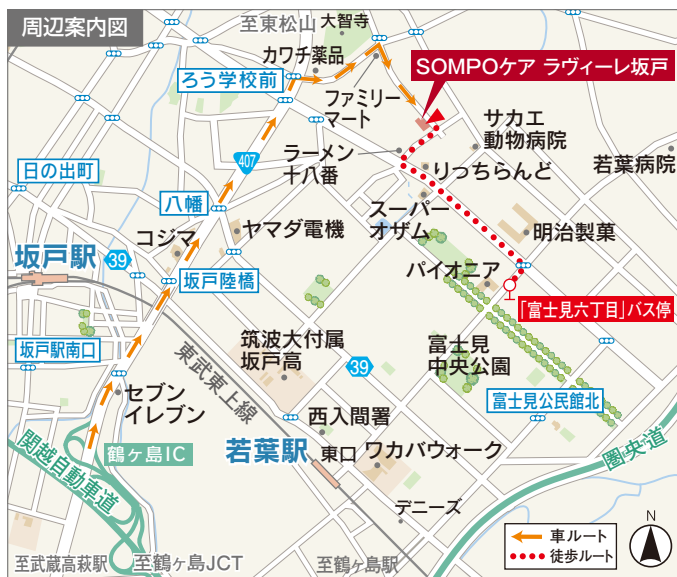 周辺案内図
至東松山
大智寺
カワチ薬品
ろう学校前
SOMPOケア ラヴィーレ坂戸
ファミリー
マート
サカエ
動物病院
ラーメン
十八番
りっちらんど
若葉病院
日の出町
407
八幡
スーパー
オザム
コジマ
ヤマダ電機
明治製菓
坂戸駅
39
坂戸陸橋
パイオニア
「富士見六丁目」バス停
坂戸駅南口
東武東上線
筑波大付属
坂戸高
39
富士見
中央公園
セブン
イレブン
富士見公民館北
西入間署
鶴ヶ島IC
関越自動車道
若葉駅
東口
ワカバウォーク
圏央道
デニーズ
N
車ルート
徒歩ルート
至武蔵高萩駅
至鶴ヶ島JCT
至鶴ヶ島駅